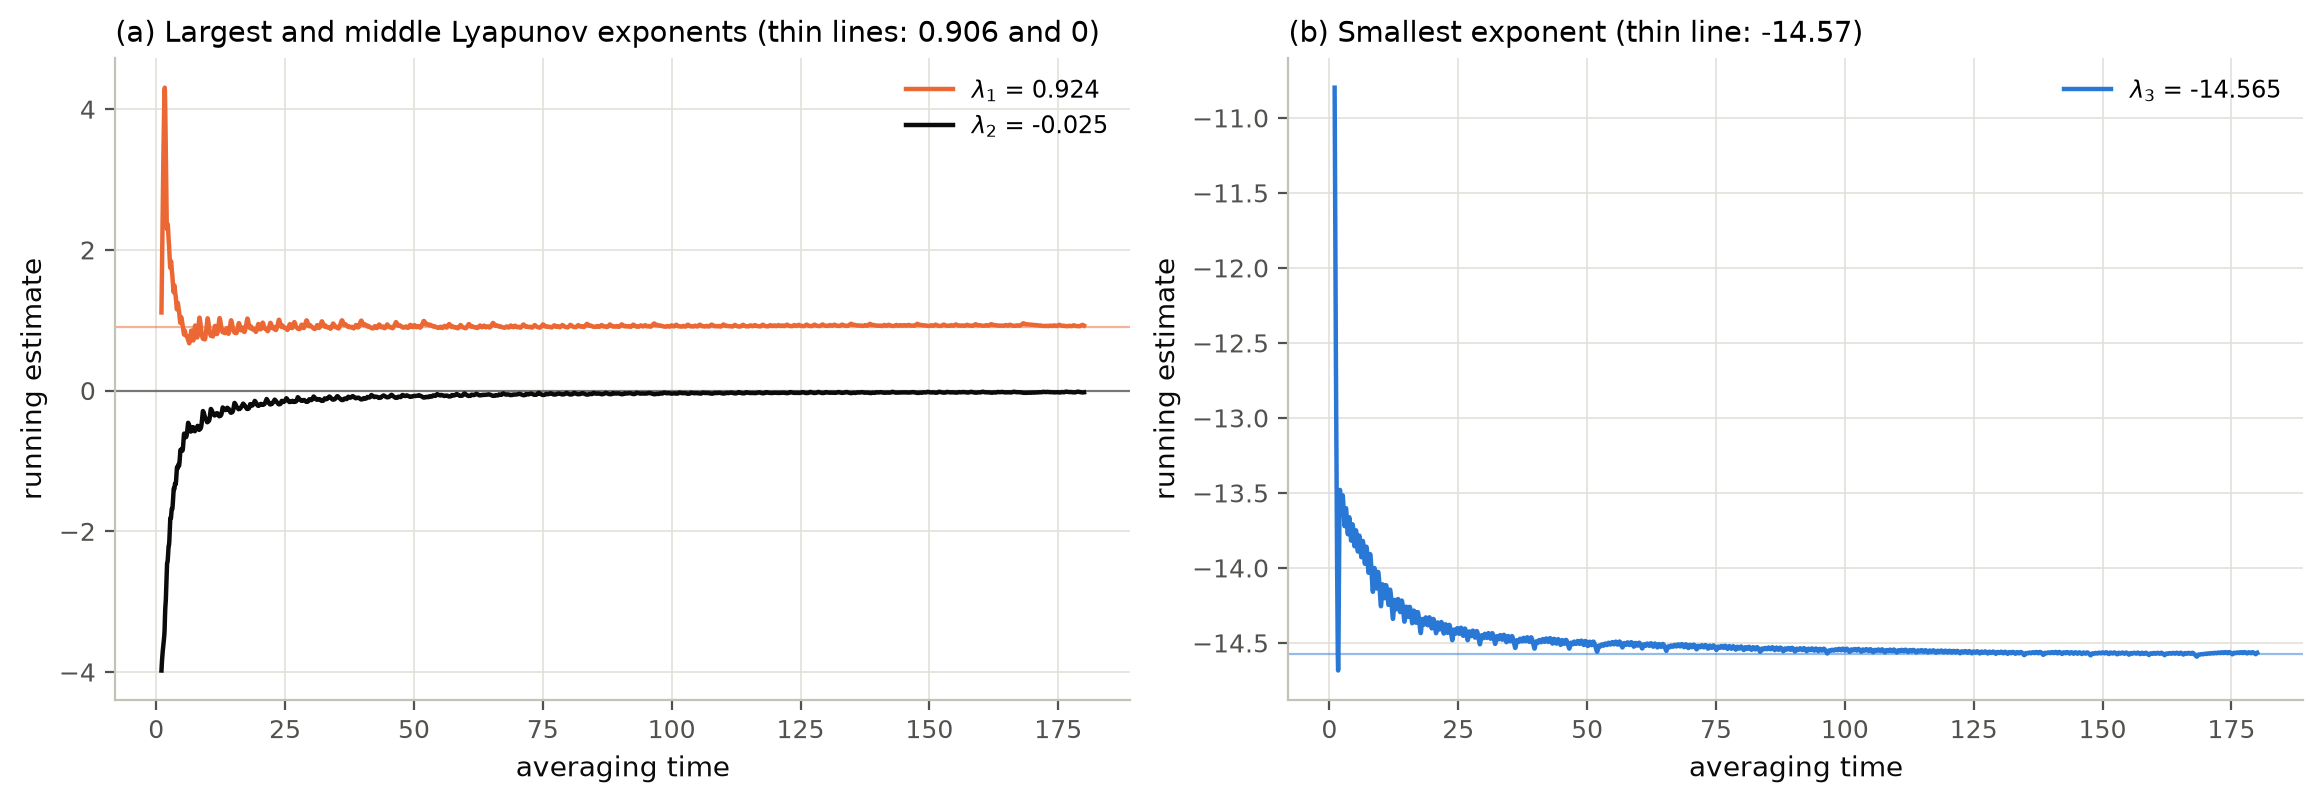 (a) Largest and middle Lyapunov exponents (thin lines: 0.906 and 0)
λ₁ = 0.924
λ₂ = -0.025
running estimate
4
2
0
−2
−4
0 25 50 75 100 125 150 175
averaging time
(b) Smallest exponent (thin line: -14.57)
λ₃ = -14.565
running estimate
−11.0
−11.5
−12.0
−12.5
−13.0
−13.5
−14.0
−14.5
0 25 50 75 100 125 150 175
averaging time